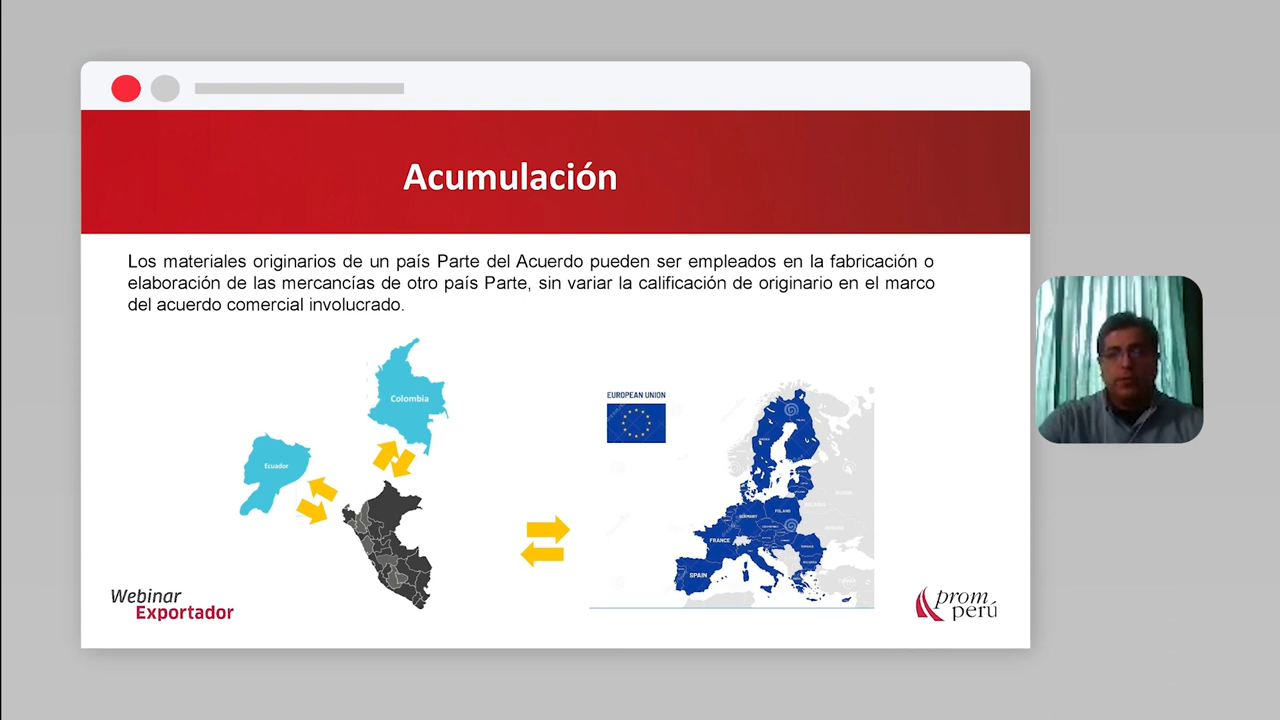 Acumulación
Los materiales originarios de un país Parte del Acuerdo pueden ser empleados en la fabricación o
elaboración de las mercancías de otro país Parte, sin variar la calificación de originario en el marco
del acuerdo comercial involucrado.
Colombia
Ecuador
EUROPEAN UNION
GERMANY
POLAND
FRANCE
SPAIN
Webinar
Exportador
prom
perú